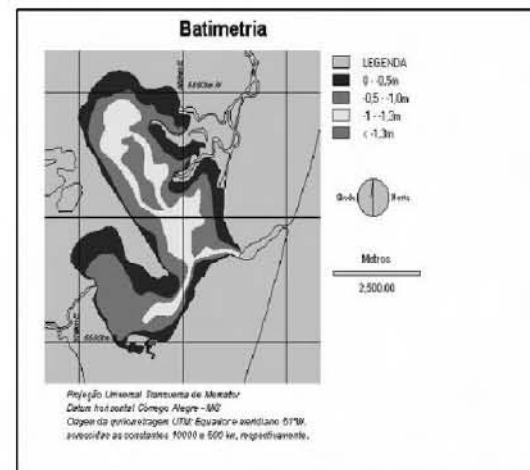 Batimetria
LEGENDA
0 - -0,5m
-0,5 - -1,0m
-1 - -1,3m
< -1,3m
Metros
2,500.00
Projeção Universal Transversa de Mercator
Datum horizontal Córrego Alegre - MG
Origem da quilometragem UTM: Equador e meridiano 51°W,
acrescidas as constantes 10000 e 500 km, respectivamente.